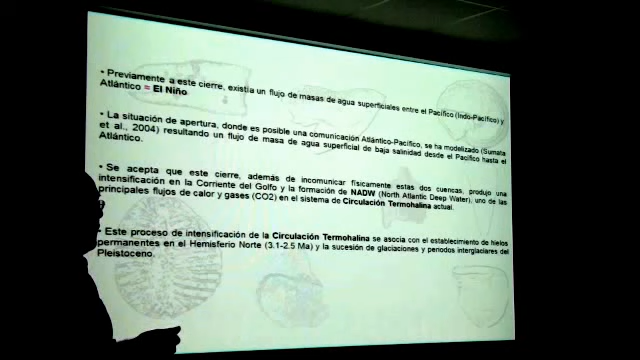 • Previamente a este cierre, existía un flujo de masas de agua superficiales entre el Pacífico (Indo-Pacífico) y
Atlántico = El Niño
• La situación de apertura, donde es posible una comunicación Atlántico-Pacífico, se ha modelizado (Sumata
et al., 2004) resultando un flujo de masa de agua superficial de baja salinidad desde el Pacífico hasta el
Atlántico.
• Se acepta que este cierre, además de incomunicar físicamente estas dos cuencas, produjo una
intensificación en la Corriente del Golfo y la formación de NADW (North Atlantic Deep Water), uno de las
principales flujos de calor y gases (CO2) en el sistema de Circulación Termohalina actual.
• Este proceso de intensificación de la Circulación Termohalina se asocia con el establecimiento de hielos
permanentes en el Hemisferio Norte (3.1-2.5 Ma) y la sucesión de glaciaciones y periodos interglaciares del
Pleistoceno.